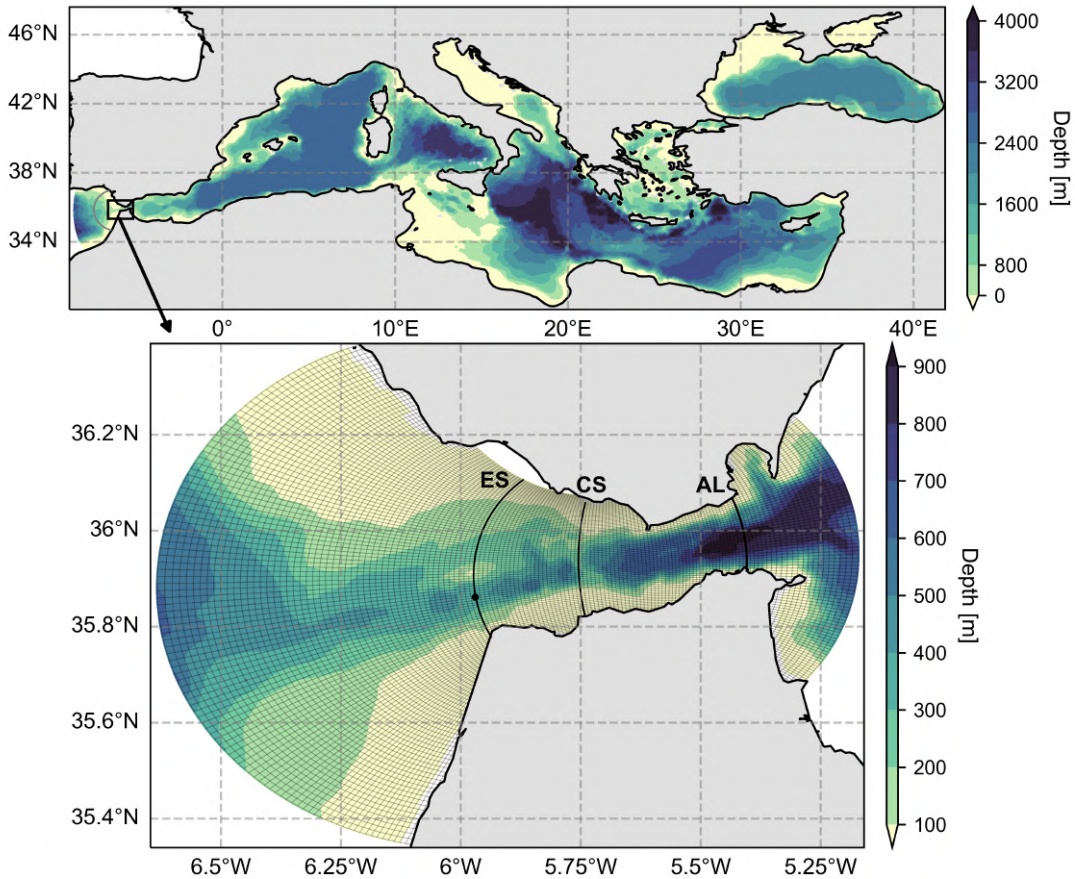 46°N
42°N
38°N
34°N
0°
10°E
20°E
30°E
40°E
4000
3200
2400
1600
800
0
Depth [m]
36.2°N
36°N
35.8°N
35.6°N
35.4°N
6.5°W
6.25°W
6°W
5.75°W
5.5°W
5.25°W
ES
CS
AL
900
800
700
600
500
400
300
200
100
Depth [m]